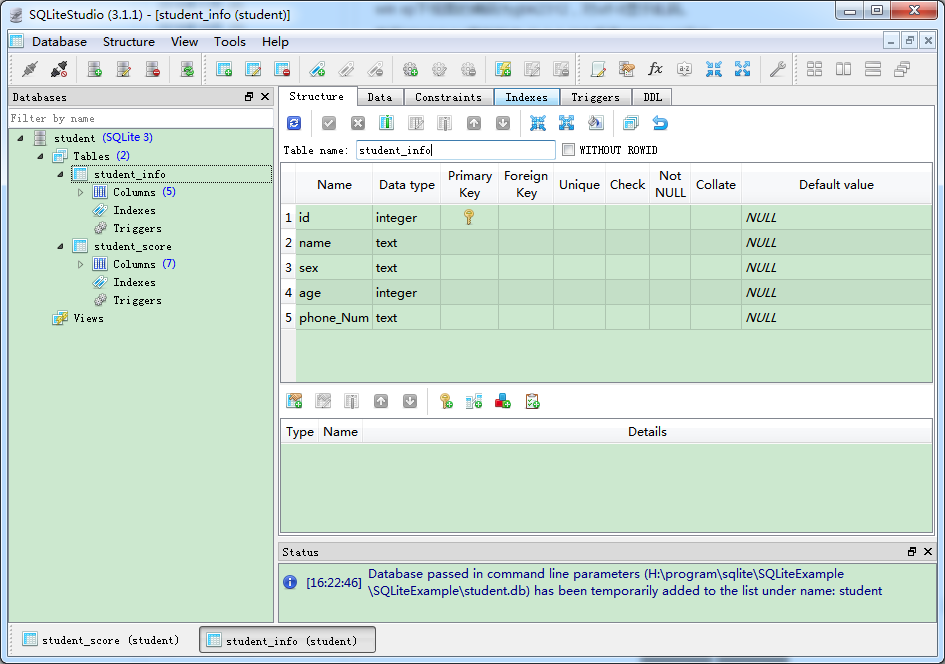 SQLiteStudio (3.1.1) - [student_info (student)]
Database Structure View Tools Help
Databases
Filter by name
student (SQLite 3)
Tables (2)
student_info
Columns (5)
Indexes
Triggers
student_score
Columns (7)
Indexes
Triggers
Views
Structure Data Constraints Indexes Triggers DDL
Table name: student_info WITHOUT ROWID
Name Data type Primary Key Foreign Key Unique Check Not NULL Collate Default value
1 id integer NULL
2 name text NULL
3 sex text NULL
4 age integer NULL
5 phone_Num text NULL
Type Name Details
Status
[16:22:46] Database passed in command line parameters (H:\program\sqlite\SQLiteExample
\SQLiteExample\student.db) has been temporarily added to the list under name: student
student_score (student) student_info (student)